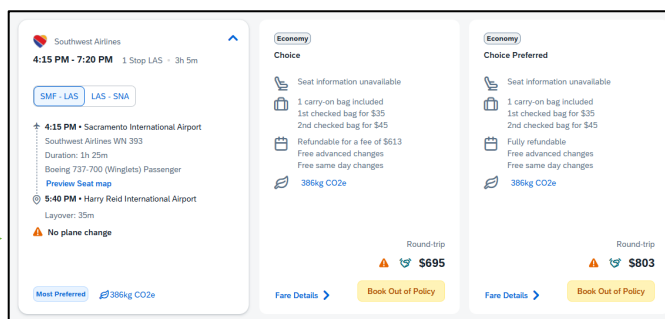 Southwest Airlines
4:15 PM - 7:20 PM 1 Stop LAS · 3h 5m
SMF - LAS LAS - SNA
4:15 PM • Sacramento International Airport
Southwest Airlines WN 393
Duration: 1h 25m
Boeing 737-700 (Winglets) Passenger
Preview Seat map
5:40 PM • Harry Reid International Airport
Layover: 35m
No plane change
Most Preferred 386kg CO2e
Economy
Choice
Seat information unavailable
1 carry-on bag included
1st checked bag for $35
2nd checked bag for $45
Refundable for a fee of $613
Free advanced changes
Free same day changes
386kg CO2e
Round-trip
$695
Fare Details Book Out of Policy
Economy
Choice Preferred
Seat information unavailable
1 carry-on bag included
1st checked bag for $35
2nd checked bag for $45
Fully refundable
Free advanced changes
Free same day changes
386kg CO2e
Round-trip
$803
Fare Details Book Out of Policy